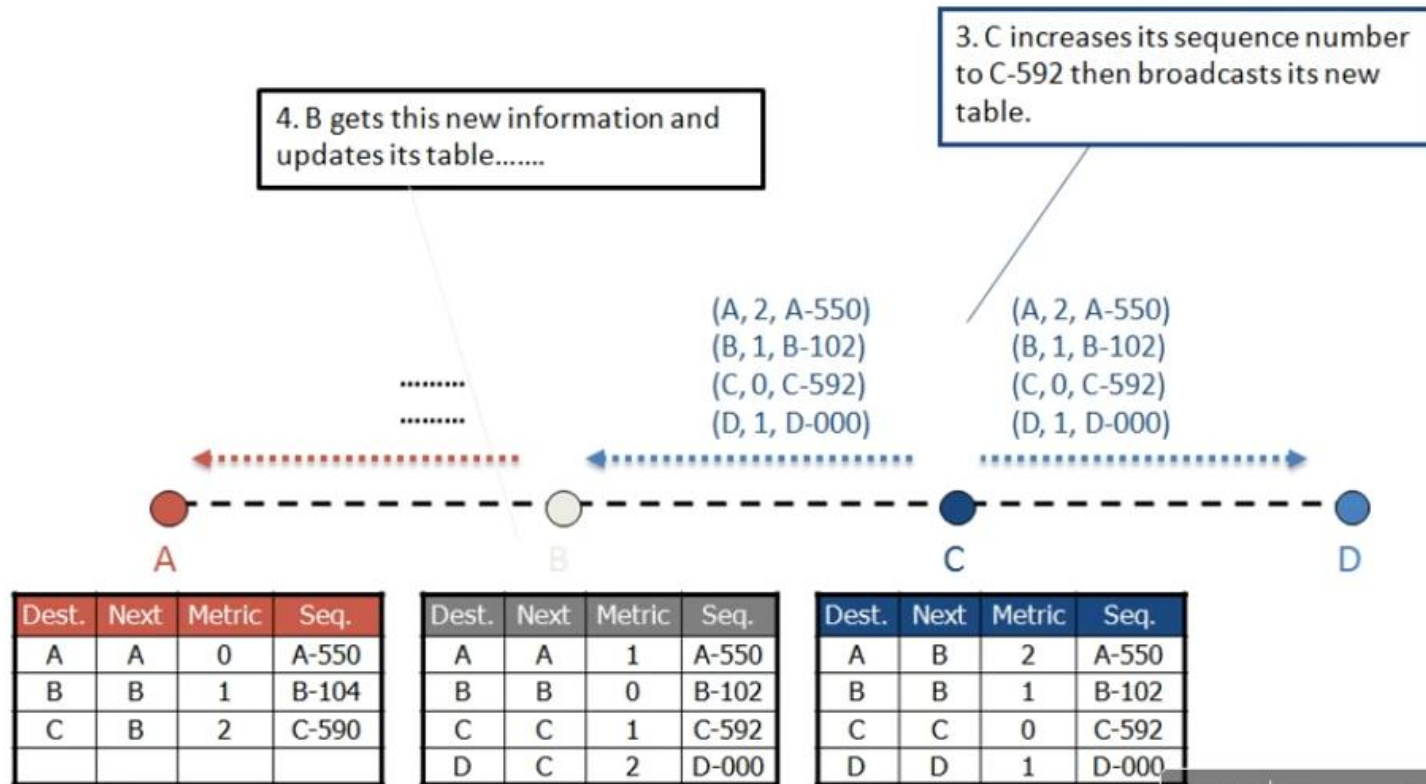 3. C increases its sequence number
to C-592 then broadcasts its new
table.
4. B gets this new information and
updates its table.......
(A, 2, A-550) (A, 2, A-550)
(B, 1, B-102) (B, 1, B-102)
......... (C, 0, C-592) (C, 0, C-592)
......... (D, 1, D-000) (D, 1, D-000)
A B C D
Dest. Next Metric Seq. Dest. Next Metric Seq. Dest. Next Metric Seq.
A A 0 A-550 A A 1 A-550 A B 2 A-550
B B 1 B-104 B B 0 B-102 B B 1 B-102
C B 2 C-590 C C 1 C-592 C C 0 C-592
D C 2 D-000 D D 1 D-000